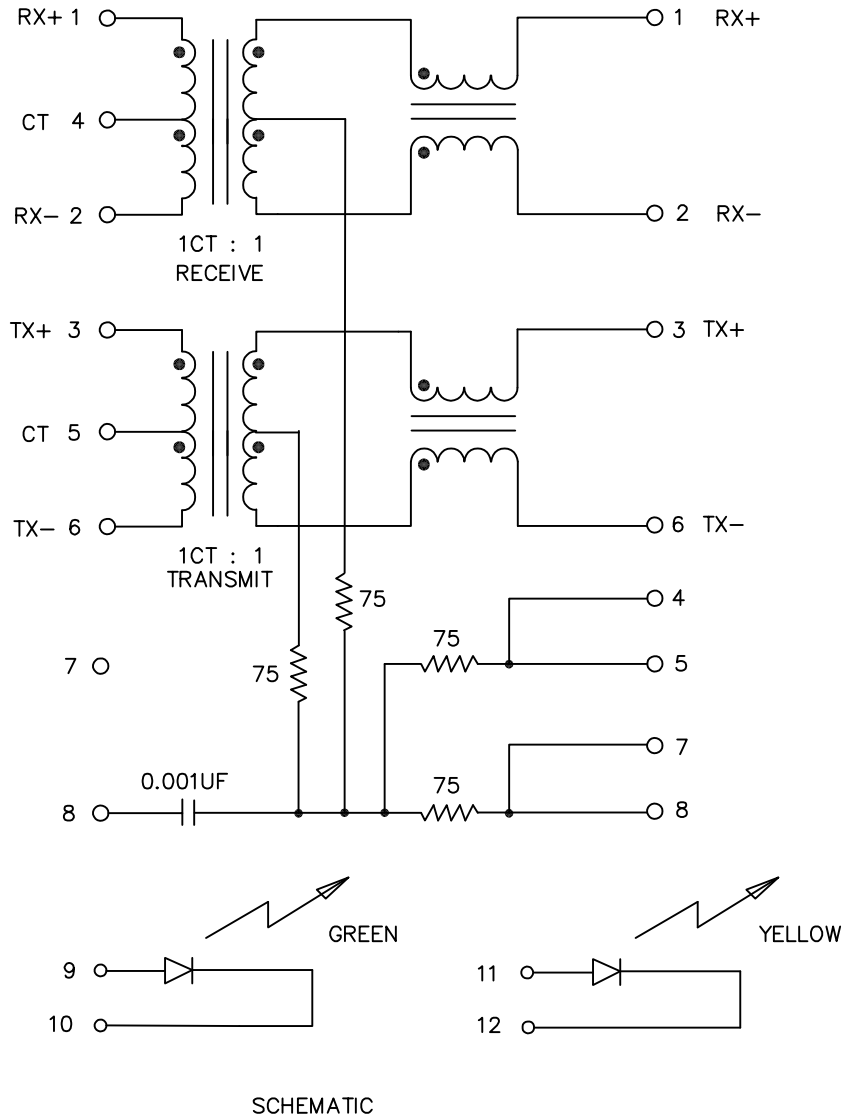 RX+ 1
1 RX+
CT 4
RX- 2
2 RX-
1CT : 1
RECEIVE
TX+ 3
3 TX+
CT 5
TX- 6
6 TX-
1CT : 1
TRANSMIT
75
4
75
7
75
5
7
0.001UF
75
8
8
GREEN
YELLOW
9
11
10
12
SCHEMATIC